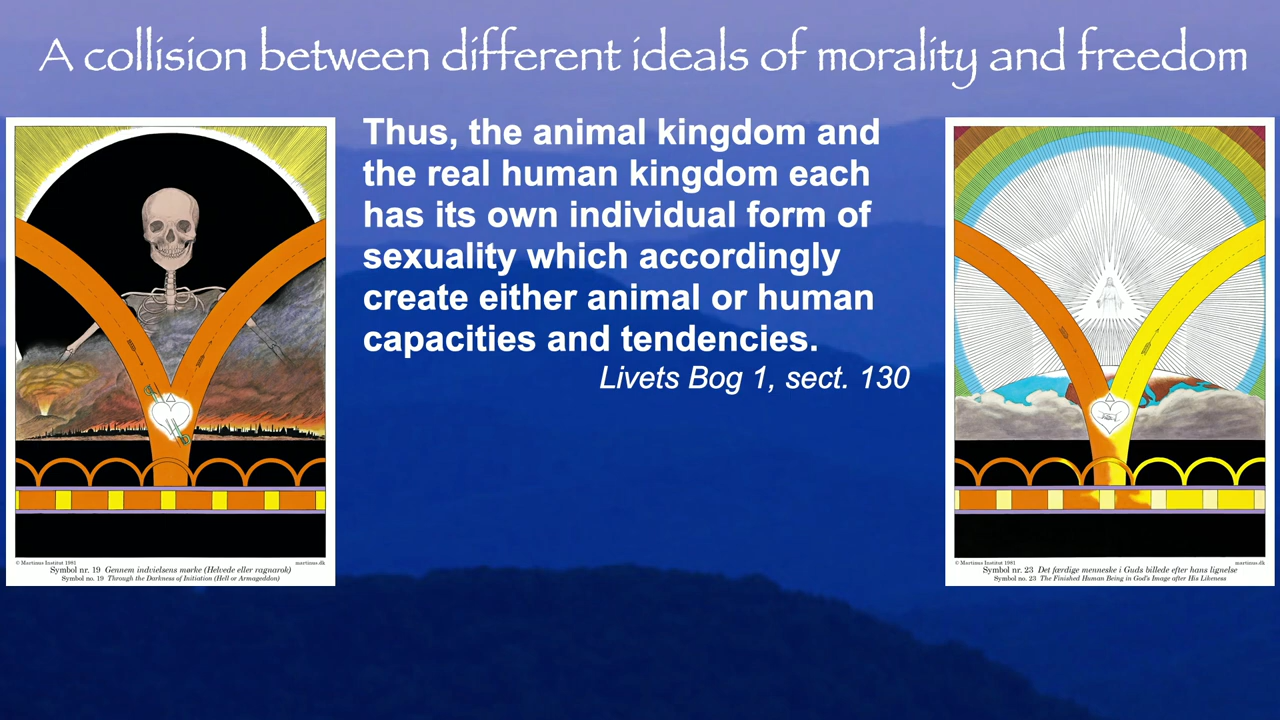 A collision between different ideals of morality and freedom
Thus, the animal kingdom and
the real human kingdom each
has its own individual form of
sexuality which accordingly
create either animal or human
capacities and tendencies.
Livets Bog 1, sect. 130
© Martinus Institut 1981
martinus.dk
Symbol nr. 19 Gennem indvielsens mørke (Helvede eller ragnarok)
Symbol no. 19 Through the Darkness of Initiation (Hell or Armageddon)
© Martinus Institut 1981
martinus.dk
Symbol nr. 23 Det færdige menneske i Guds billede efter hans lignelse
Symbol no. 23 The Finished Human Being in God's Image after His Likeness